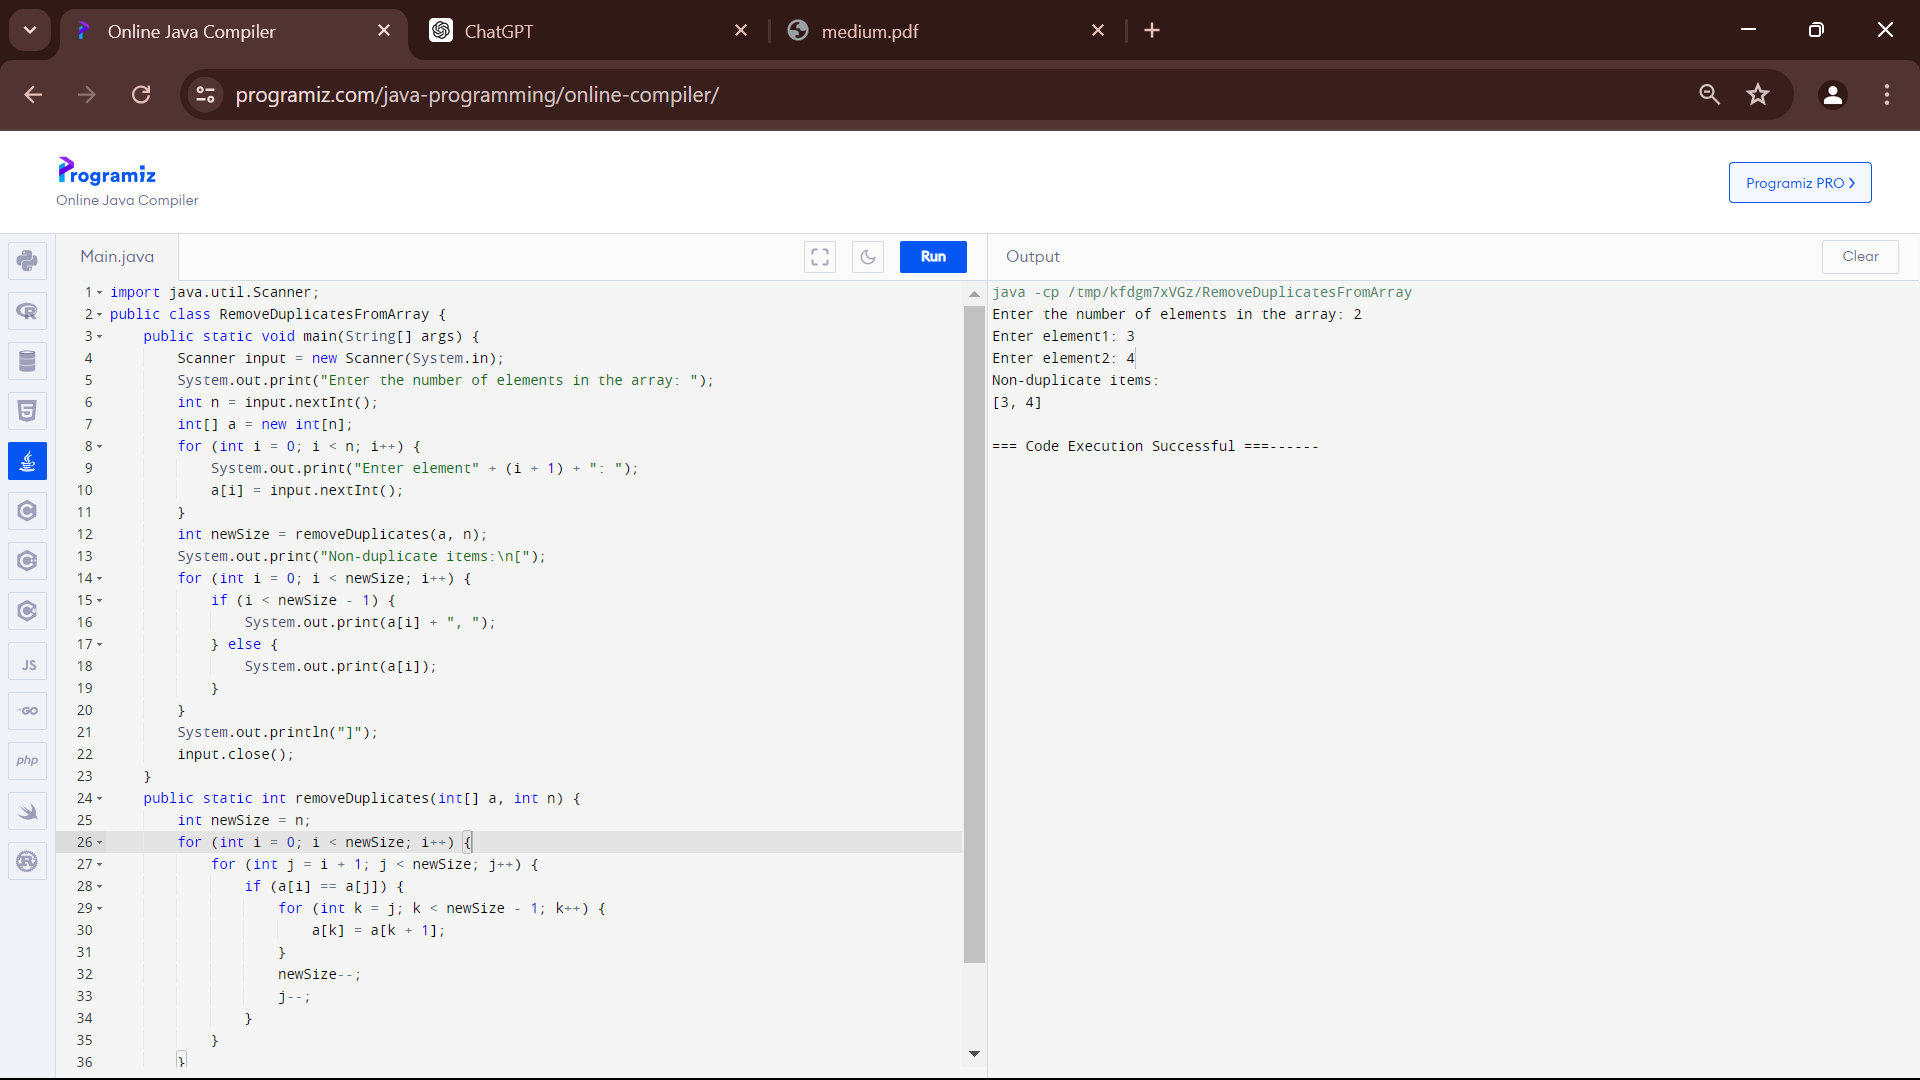 Online Java Compiler
ChatGPT
medium.pdf
programiz.com/java-programming/online-compiler/
Programiz
Online Java Compiler
Programiz PRO ❯
Main.java
Run
Output
Clear
1 import java.util.Scanner;
2 public class RemoveDuplicatesFromArray {
3     public static void main(String[] args) {
4         Scanner input = new Scanner(System.in);
5         System.out.print("Enter the number of elements in the array: ");
6         int n = input.nextInt();
7         int[] a = new int[n];
8         for (int i = 0; i < n; i++) {
9             System.out.print("Enter element" + (i + 1) + ": ");
10             a[i] = input.nextInt();
11         }
12         int newSize = removeDuplicates(a, n);
13         System.out.print("Non-duplicate items:\n[");
14         for (int i = 0; i < newSize; i++) {
15             if (i < newSize - 1) {
16                 System.out.print(a[i] + ", ");
17             } else {
18                 System.out.print(a[i]);
19             }
20         }
21         System.out.println("]");
22         input.close();
23     }
24     public static int removeDuplicates(int[] a, int n) {
25         int newSize = n;
26         for (int i = 0; i < newSize; i++) {
27             for (int j = i + 1; j < newSize; j++) {
28                 if (a[i] == a[j]) {
29                     for (int k = j; k < newSize - 1; k++) {
30                         a[k] = a[k + 1];
31                     }
32                     newSize--;
33                     j--;
34                 }
35             }
36         }
java -cp /tmp/kfdgm7xVGz/RemoveDuplicatesFromArray
Enter the number of elements in the array: 2
Enter element1: 3
Enter element2: 4
Non-duplicate items:
[3, 4]
=== Code Execution Successful ===------
R
5
C
C
C
JS
GO
php
R